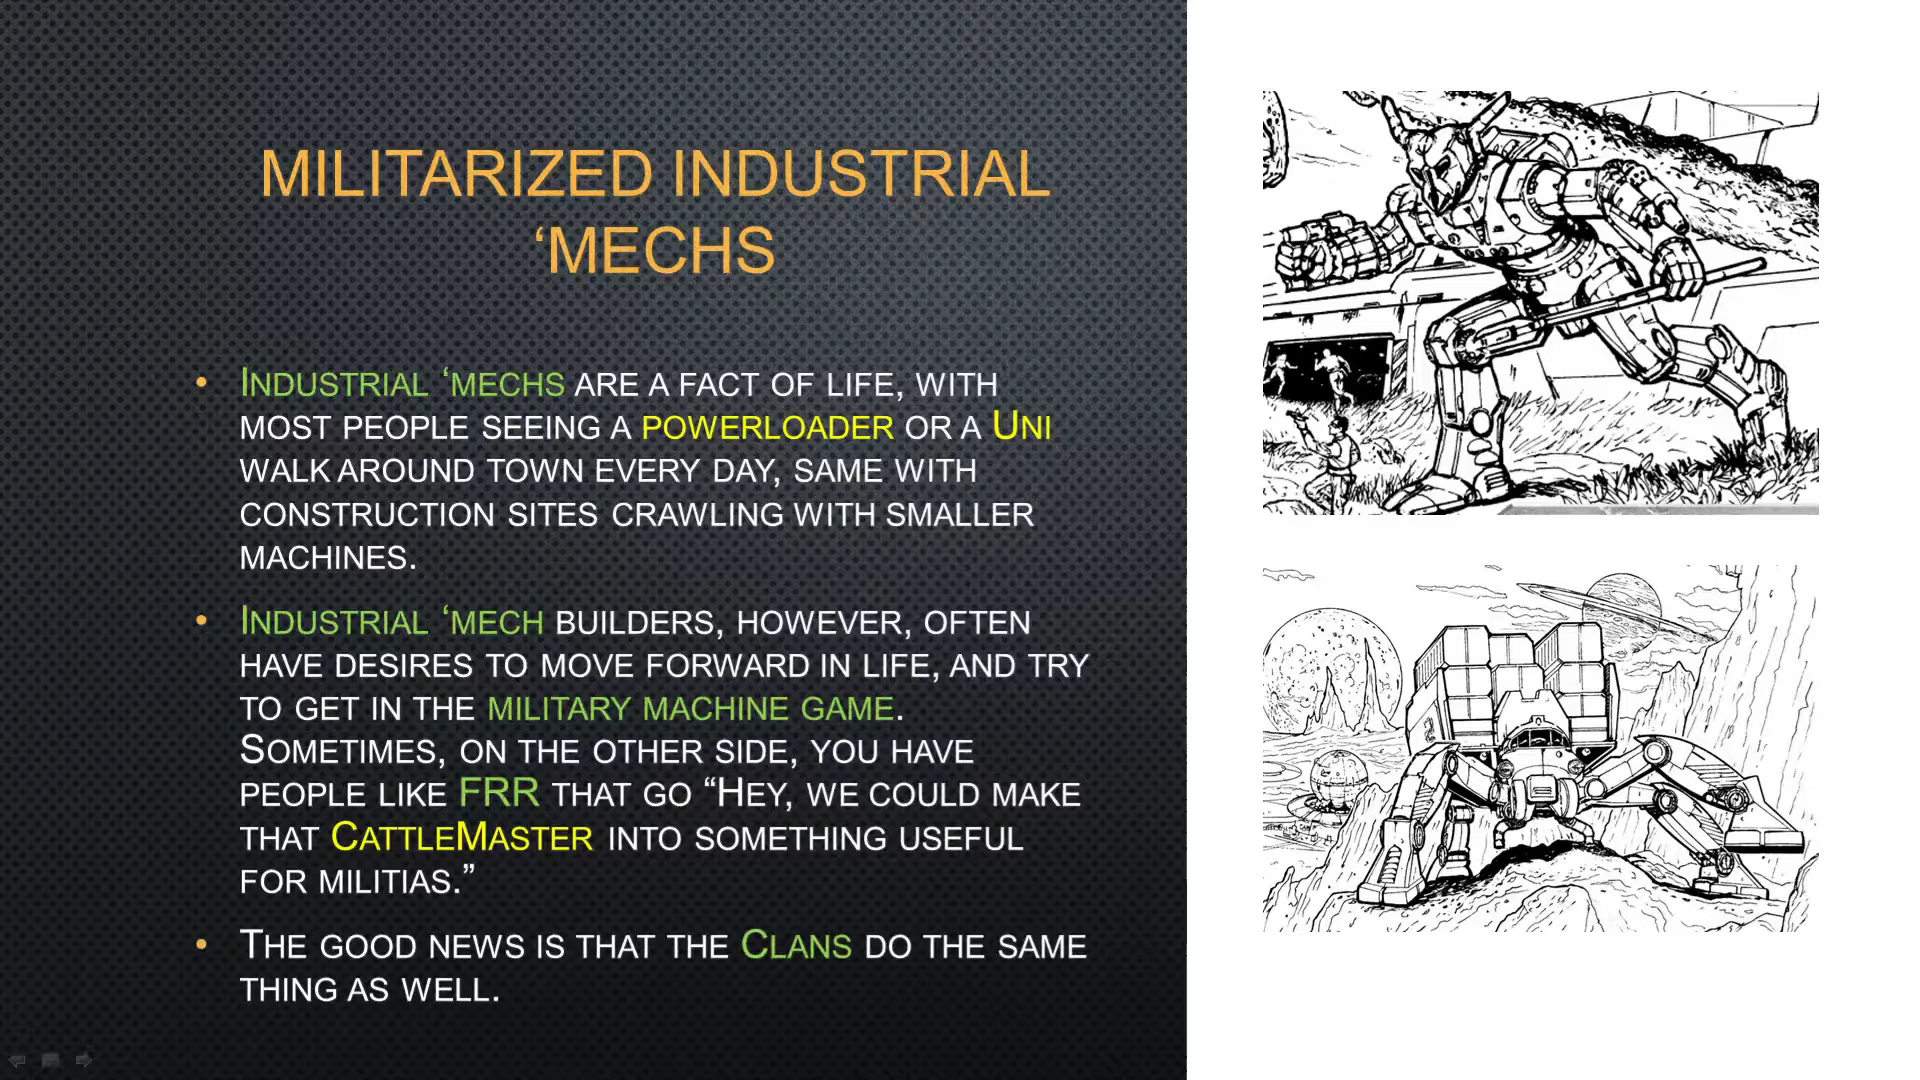 MILITARIZED INDUSTRIAL
‘MECHS
• INDUSTRIAL ‘MECHS ARE A FACT OF LIFE, WITH
MOST PEOPLE SEEING A POWERLOADER OR A UNI
WALK AROUND TOWN EVERY DAY, SAME WITH
CONSTRUCTION SITES CRAWLING WITH SMALLER
MACHINES.
• INDUSTRIAL ‘MECH BUILDERS, HOWEVER, OFTEN
HAVE DESIRES TO MOVE FORWARD IN LIFE, AND TRY
TO GET IN THE MILITARY MACHINE GAME.
SOMETIMES, ON THE OTHER SIDE, YOU HAVE
PEOPLE LIKE FRR THAT GO “HEY, WE COULD MAKE
THAT CATTLEMASTER INTO SOMETHING USEFUL
FOR MILITIAS.”
• THE GOOD NEWS IS THAT THE CLANS DO THE SAME
THING AS WELL.